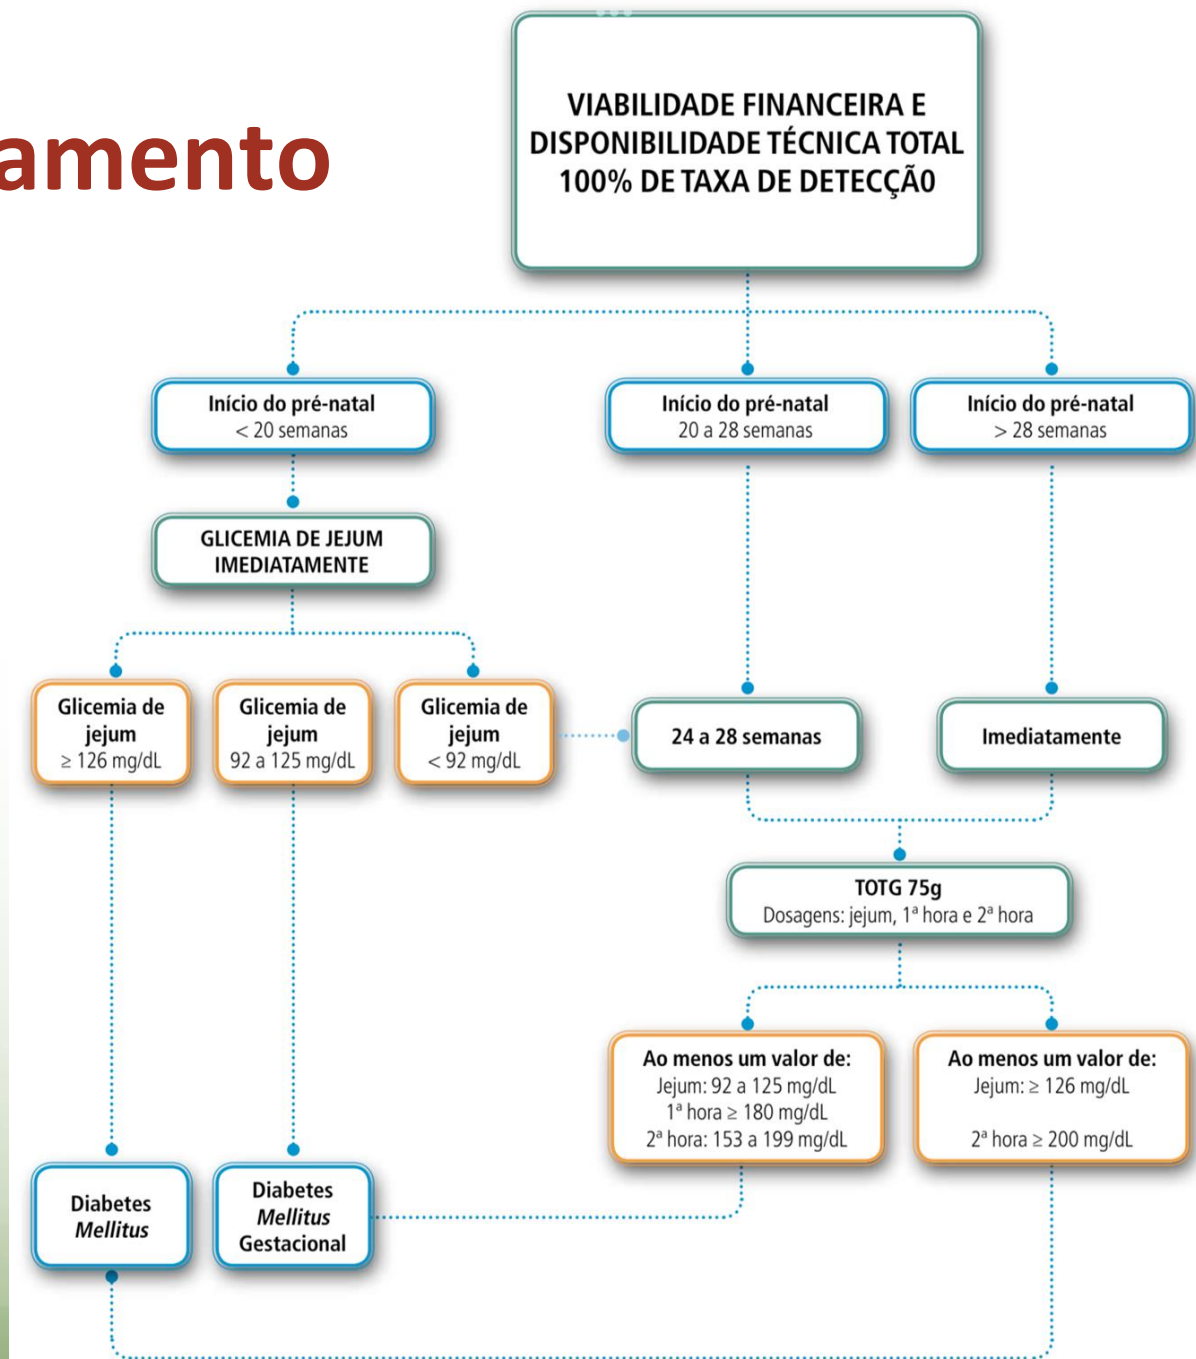 amento
VIABILIDADE FINANCEIRA E
DISPONIBILIDADE TÉCNICA TOTAL
100% DE TAXA DE DETECÇÃ0
Início do pré-natal
< 20 semanas
Início do pré-natal
20 a 28 semanas
Início do pré-natal
> 28 semanas
GLICEMIA DE JEJUM
IMEDIATAMENTE
Glicemia de
jejum
≥ 126 mg/dL
Glicemia de
jejum
92 a 125 mg/dL
Glicemia de
jejum
< 92 mg/dL
24 a 28 semanas
Imediatamente
TOTG 75g
Dosagens: jejum, 1ª hora e 2ª hora
Ao menos um valor de:
Jejum: 92 a 125 mg/dL
1ª hora ≥ 180 mg/dL
2ª hora: 153 a 199 mg/dL
Ao menos um valor de:
Jejum: ≥ 126 mg/dL
2ª hora ≥ 200 mg/dL
Diabetes
Mellitus
Diabetes
Mellitus
Gestacional